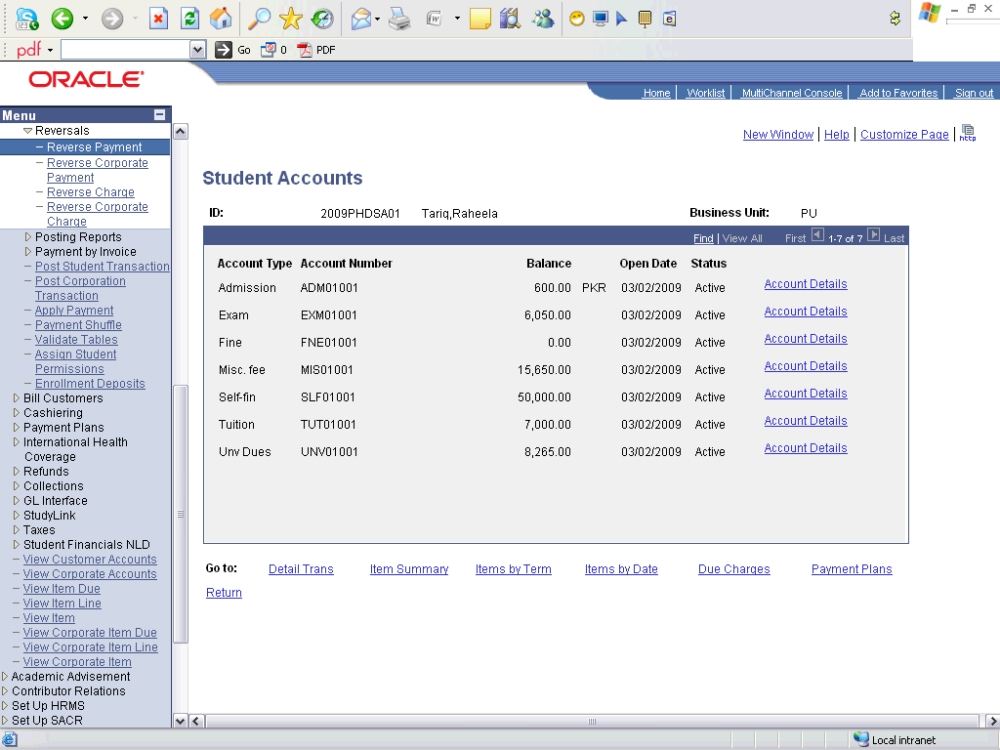 pdf Go 0 PDF
ORACLE®
Home Worklist MultiChannel Console Add to Favorites Sign out
New Window Help Customize Page http
Menu
Reversals
Reverse Payment
Reverse Corporate
Payment
Reverse Charge
Reverse Corporate
Charge
Posting Reports
Payment by Invoice
Post Student Transaction
Post Corporation
Transaction
Apply Payment
Payment Shuffle
Validate Tables
Assign Student
Permissions
Enrollment Deposits
Bill Customers
Cashiering
Payment Plans
International Health
Coverage
Refunds
Collections
GL Interface
StudyLink
Taxes
Student Financials NLD
View Customer Accounts
View Corporate Accounts
View Item Due
View Item Line
View Item
View Corporate Item Due
View Corporate Item Line
View Corporate Item
Academic Advisement
Contributor Relations
Set Up HRMS
Set Up SACR
Student Accounts
ID: 2009PHDSA01 Tariq,Raheela Business Unit: PU
Find | View All First 1-7 of 7 Last
Account Type Account Number Balance Open Date Status
Admission ADM01001 600.00 PKR 03/02/2009 Active Account Details
Exam EXM01001 6,050.00 03/02/2009 Active Account Details
Fine FNE01001 0.00 03/02/2009 Active Account Details
Misc. fee MIS01001 15,650.00 03/02/2009 Active Account Details
Self-fin SLF01001 50,000.00 03/02/2009 Active Account Details
Tuition TUT01001 7,000.00 03/02/2009 Active Account Details
Unv Dues UNV01001 8,265.00 03/02/2009 Active Account Details
Go to: Detail Trans Item Summary Items by Term Items by Date Due Charges Payment Plans
Return
Local intranet